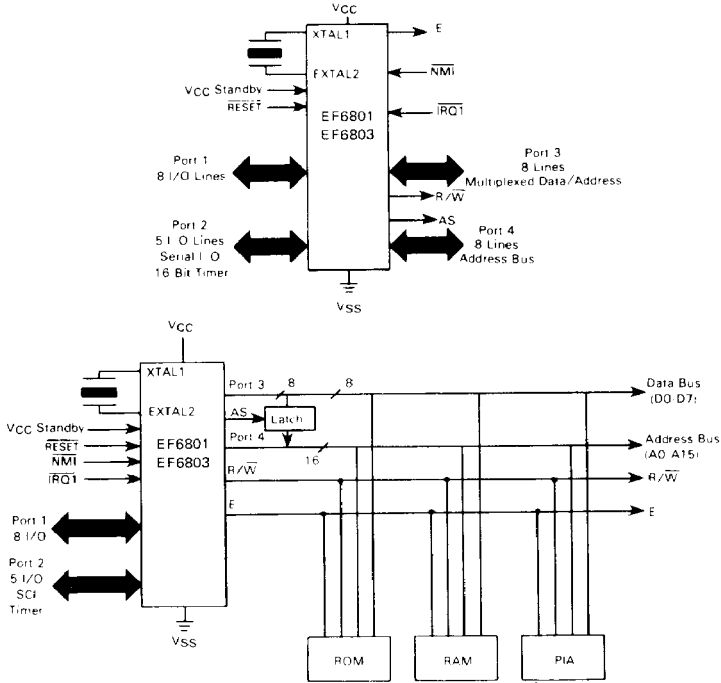 VCC
XTAL1
E
EXTAL2
NMI
VCC Standby
RESET
IRQ1
EF6801
EF6803
Port 1
8 I/O Lines
Port 3
8 Lines
Multiplexed Data/Address
R/W
AS
Port 2
5 I O Lines
Serial I O
16 Bit Timer
Port 4
8 Lines
Address Bus
VSS
VCC
XTAL1
EXTAL2
VCC Standby
RESET
NMI
IRQ1
EF6801
EF6803
Port 1
8 I/O
Port 2
5 I/O
SCI
Timer
VSS
Port 3
8
8
Data Bus
(D0-D7)
AS
Latch
Port 4
16
Address Bus
(A0 A15)
R/W
R/W
E
E
ROM
RAM
PIA